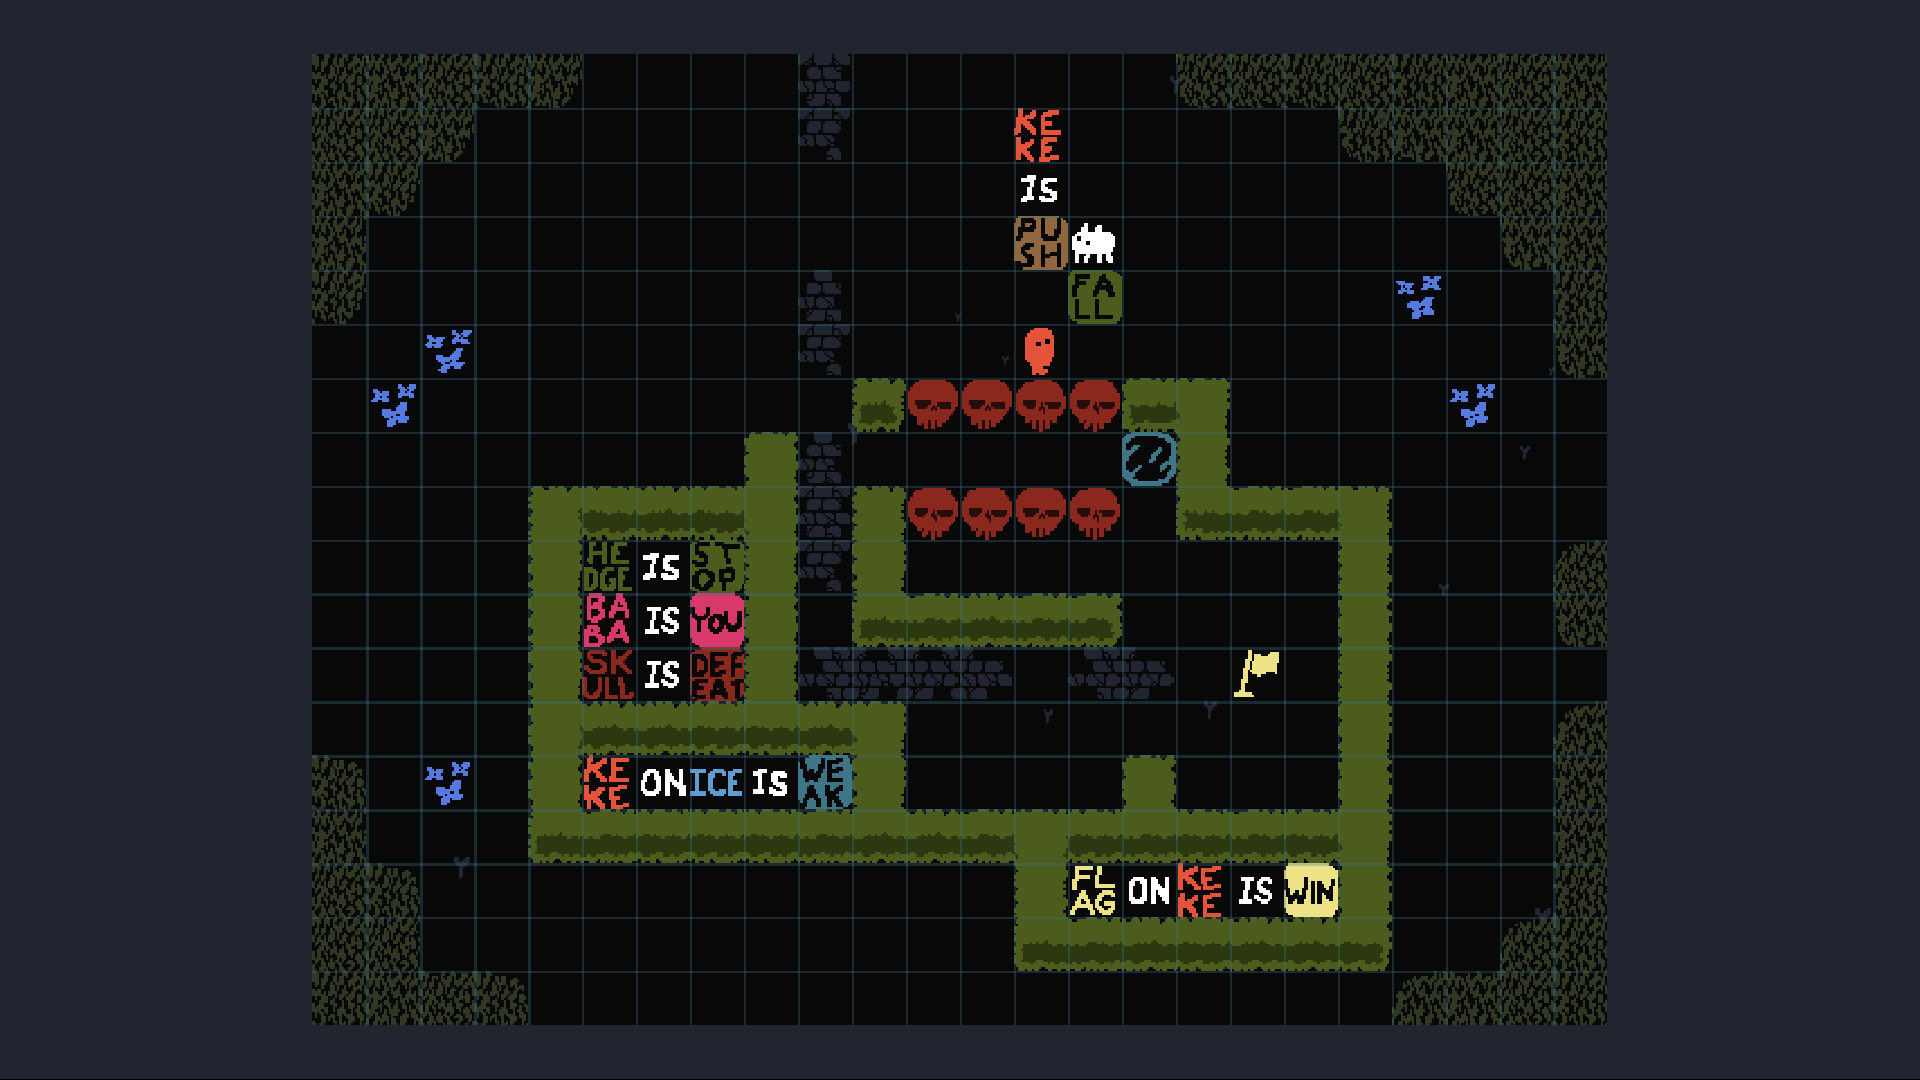 KEKE
IS
PUSH
FALL
HEDGE IS STOP
BABA IS YOU
SKULL IS DEFEAT
KEKE ON ICE IS WEAK
FLAG ON KEKE IS WIN